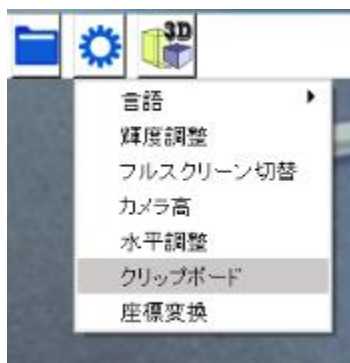 3D
言語
輝度調整
フルスクリーン切替
カメラ高
水平調整
クリップボード
座標変換